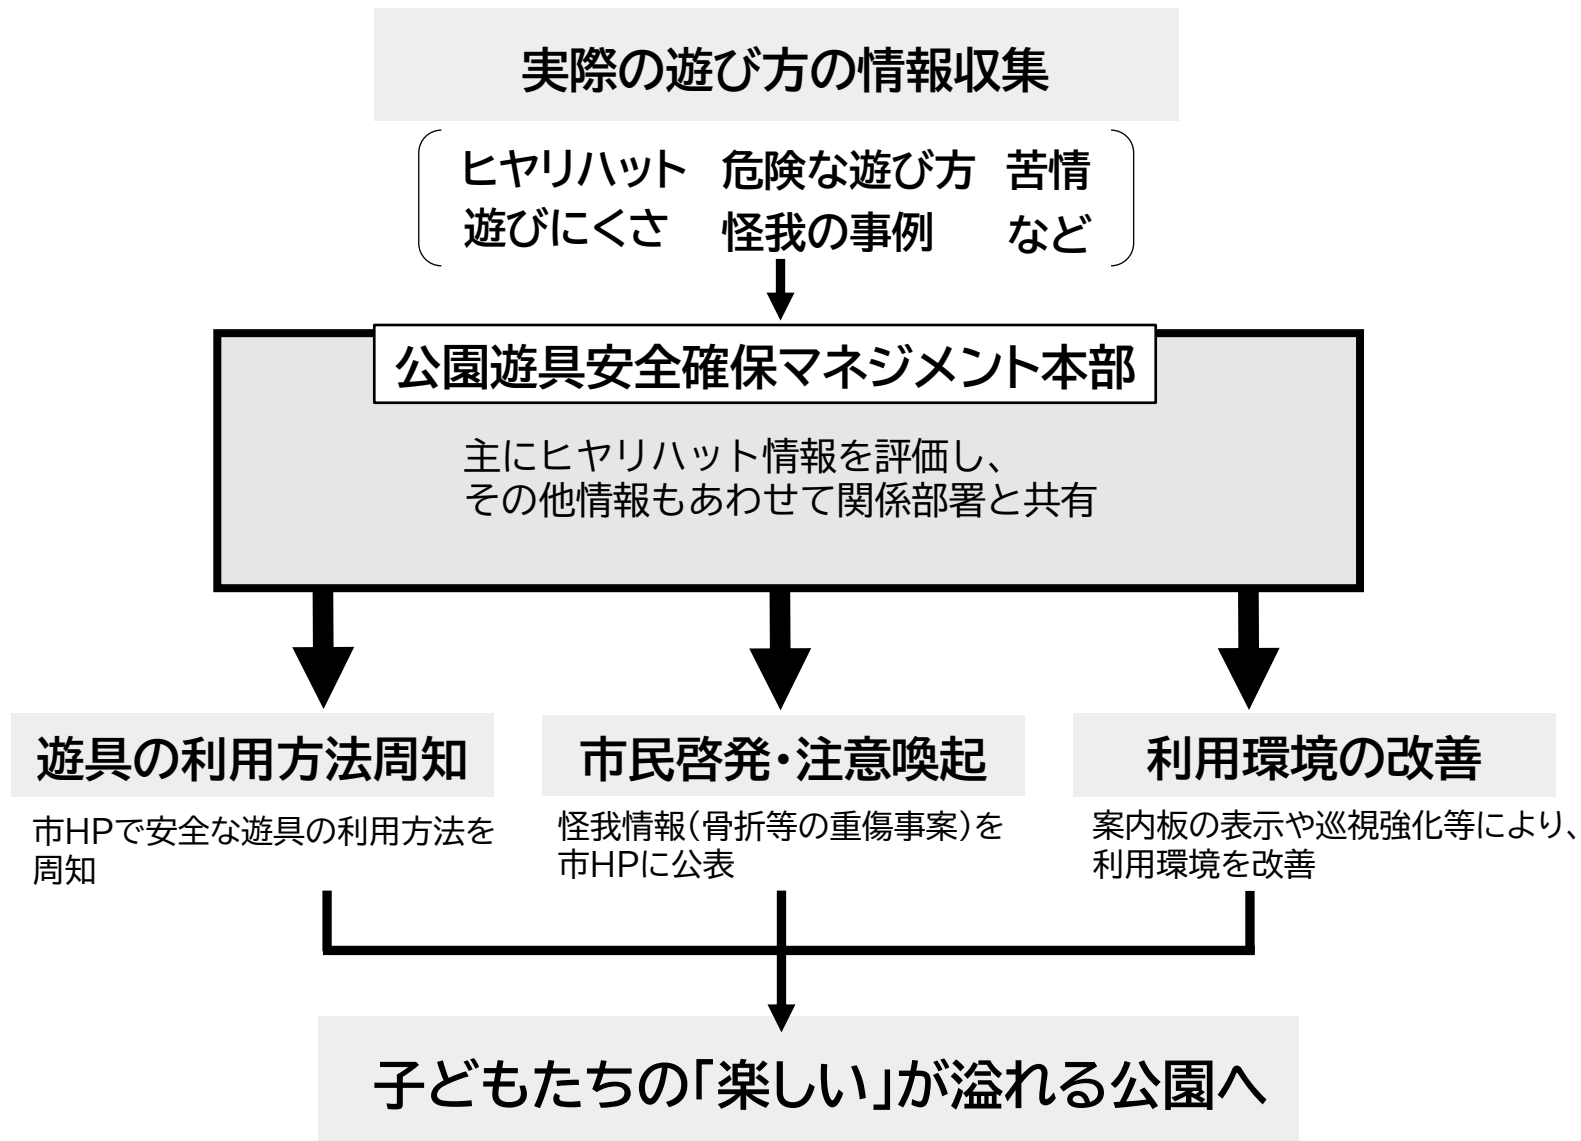 実際の遊び方の情報収集
ヒヤリハット 危険な遊び方 苦情
遊びにくさ 怪我の事例 など
公園遊具安全確保マネジメント本部
主にヒヤリハット情報を評価し、
その他情報もあわせて関係部署と共有
遊具の利用方法周知
市HPで安全な遊具の利用方法を
周知
市民啓発・注意喚起
怪我情報(骨折等の重傷事案)を
市HPに公表
利用環境の改善
案内板の表示や巡視強化等により、
利用環境を改善
子どもたちの「楽しい」が溢れる公園へ